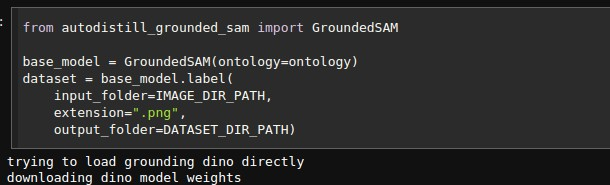 :
from autodistill_grounded_sam import GroundedSAM
base_model = GroundedSAM(ontology=ontology)
dataset = base_model.label(
    input_folder=IMAGE_DIR_PATH,
    extension=".png",
    output_folder=DATASET_DIR_PATH)
trying to load grounding dino directly
downloading dino model weights